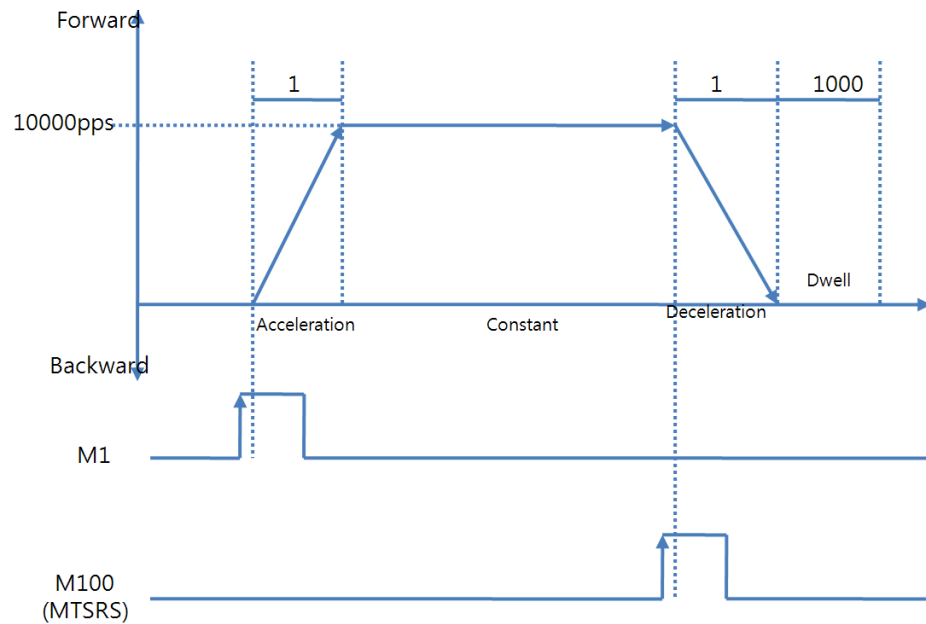 Forward
1
1
1000
10000pps
Dwell
Acceleration
Constant
Deceleration
Backward
M1
M100
(MTSRS)